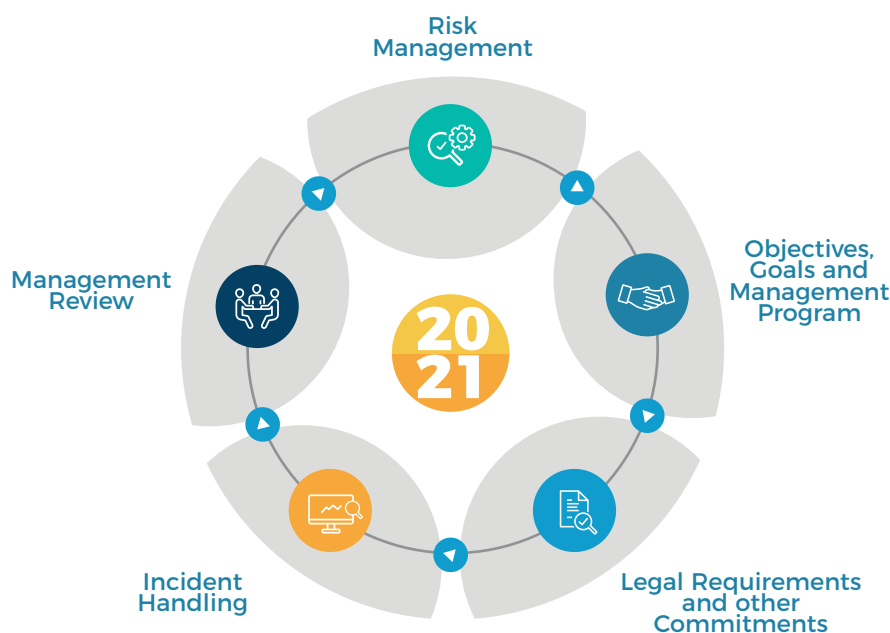 Risk
Management
Objectives,
Goals and
Management
Program
Legal Requirements
and other
Commitments
Incident
Handling
Management
Review
20
21